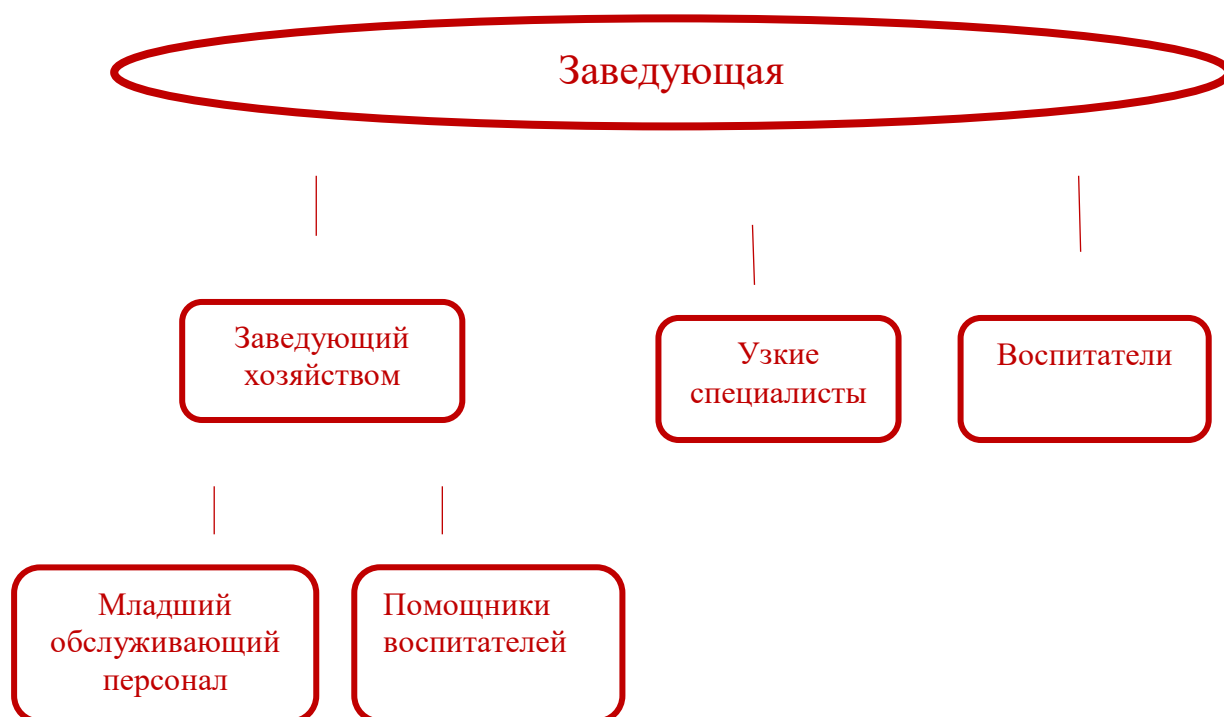 Заведующая
Заведующий
хозяйством
Узкие
специалисты
Воспитатели
Младший
обслуживающий
персонал
Помощники
воспитателей